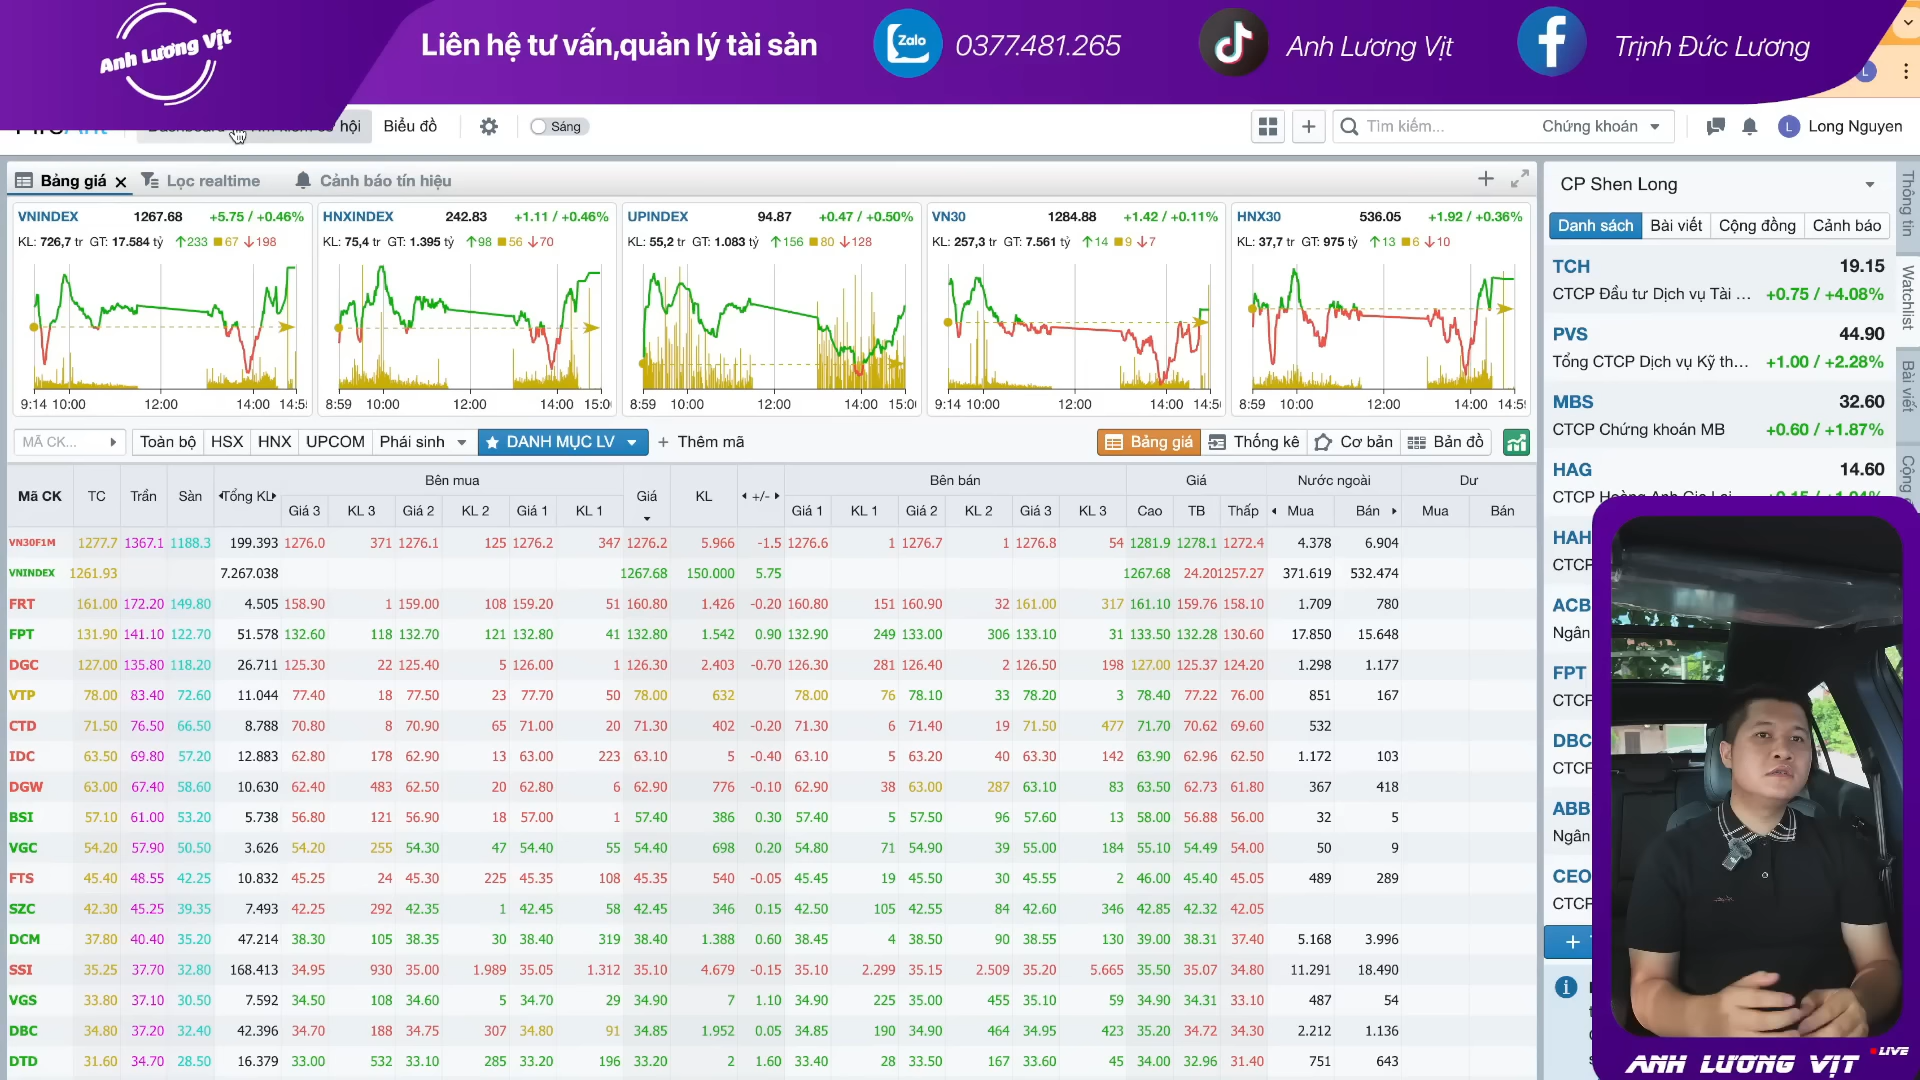 Anh Lương Vịt
Liên hệ tư vấn,quản lý tài sản
Zalo 0377.481.265
Anh Lương Vịt
Trịnh Đức Lương
Biểu đồ
Sáng
Tìm kiếm...
Chứng khoán
L Long Nguyen
Bảng giá
Lọc realtime
Cảnh báo tín hiệu
VNINDEX 1267.68 +5.75 / +0.46%
KL: 726,7 tr GT: 17.584 tỷ 233 67 198
9:14 10:00 12:00 14:00
HNXINDEX 242.83 +1.11 / +0.46%
KL: 75,4 tr GT: 1.395 tỷ 98 56 70
8:59 10:00 12:00 14:00
UPINDEX 94.87 +0.47 / +0.50%
KL: 55,2 tr GT: 1.083 tỷ 156 80 128
8:59 10:00 12:00 14:00
VN30 1284.88 +1.42 / +0.11%
KL: 257,3 tr GT: 7.561 tỷ 14 9 7
9:14 10:00 12:00 14:00
HNX30 536.05 +1.92 / +0.36%
KL: 37,7 tr GT: 975 tỷ 13 6 10
8:59 10:00 12:00 14:00
MÃ CK... Toàn bộ HSX HNX UPCOM Phái sinh DANH MỤC LV + Thêm mã Bảng giá Thống kê Cơ bản Bản đồ
Mã CK TC Trần Sàn Tổng KL Bên mua Giá KL +/- Bên bán Giá Nước ngoài Dư
Giá 3 KL 3 Giá 2 KL 2 Giá 1 KL 1 Giá 1 KL 1 Giá 2 KL 2 Giá 3 KL 3 Cao TB Thấp Mua Bán Mua Bán
VN30F1M 1277.7 1367.1 1188.3 199.393 1276.0 371 1276.1 125 1276.2 347 1276.2 5.966 -1.5 1276.6 1 1276.7 1 1276.8 54 1281.9 1278.1 1272.4 4.378 6.904
VNINDEX 1261.93 7.267.038 1267.68 150.000 5.75 1267.68 24.201257.27 371.619 532.474
FRT 161.00 172.20 149.80 4.505 158.90 1 159.00 108 159.20 51 160.80 1.426 -0.20 160.80 151 160.90 32 161.00 317 161.10 159.76 158.10 1.709 780
FPT 131.90 141.10 122.70 51.578 132.60 118 132.70 121 132.80 41 132.80 1.542 0.90 132.90 249 133.00 306 133.10 31 133.50 132.28 130.60 17.850 15.648
DGC 127.00 135.80 118.20 26.711 125.30 22 125.40 5 126.00 1 126.30 2.403 -0.70 126.30 281 126.40 2 126.50 198 127.00 125.37 124.20 1.298 1.177
VTP 78.00 83.40 72.60 11.044 77.40 18 77.50 23 77.70 50 78.00 632 78.00 76 78.10 33 78.20 3 78.40 77.22 76.00 851 167
CTD 71.50 76.50 66.50 8.788 70.80 8 70.90 65 71.00 20 71.30 402 -0.20 71.30 6 71.40 19 71.50 477 71.70 70.62 69.60 532
IDC 63.50 69.80 57.20 12.883 62.80 178 62.90 13 63.00 223 63.10 5 -0.40 63.10 5 63.20 40 63.30 142 63.90 62.96 62.50 1.172 103
DGW 63.00 67.40 58.60 10.630 62.40 483 62.50 20 62.80 6 62.90 776 -0.10 62.90 38 63.00 287 63.10 83 63.50 62.73 61.80 367 418
BSI 57.10 61.00 53.20 5.738 56.80 121 56.90 18 57.00 1 57.40 386 0.30 57.40 5 57.50 96 57.60 13 58.00 56.88 56.00 32 5
VGC 54.20 57.90 50.50 3.626 54.20 255 54.30 47 54.40 55 54.40 698 0.20 54.80 71 54.90 39 55.00 184 55.10 54.49 54.00 50 9
FTS 45.40 48.55 42.25 10.832 45.25 24 45.30 225 45.35 108 45.35 540 -0.05 45.45 19 45.50 30 45.55 2 46.00 45.40 45.05 489 289
SZC 42.30 45.25 39.35 7.493 42.25 292 42.35 1 42.45 58 42.45 346 0.15 42.50 105 42.55 84 42.60 346 42.85 42.32 42.05
DCM 37.80 40.40 35.20 47.214 38.30 105 38.35 30 38.40 319 38.40 1.388 0.60 38.45 4 38.50 90 38.55 130 39.00 38.31 37.40 5.168 3.996
SSI 35.25 37.70 32.80 168.413 34.95 930 35.00 1.989 35.05 1.312 35.10 4.679 -0.15 35.10 2.299 35.15 2.509 35.20 5.665 35.50 35.07 34.80 11.291 18.490
VGS 33.80 37.10 30.50 7.592 34.50 108 34.60 5 34.70 29 34.90 7 1.10 34.90 225 35.00 455 35.10 59 34.90 34.31 33.10 487 54
DBC 34.80 37.20 32.40 42.396 34.70 188 34.75 307 34.80 91 34.85 1.952 0.05 34.85 190 34.90 464 34.95 423 35.20 34.72 34.30 2.212 1.136
DTD 31.60 34.70 28.50 16.379 33.00 532 33.10 285 33.20 196 33.20 2 1.60 33.40 28 33.50 167 33.60 45 34.00 32.96 31.40 751 643
CP Shen Long
Danh sách Bài viết Cộng đồng Cảnh báo
TCH 19.15
CTCP Đầu tư Dịch vụ Tài ... +0.75 / +4.08%
PVS 44.90
Tổng CTCP Dịch vụ Kỹ th... +1.00 / +2.28%
MBS 32.60
CTCP Chứng khoán MB +0.60 / +1.87%
HAG 14.60
HAH
CTCP
ACB
Ngân
FPT
CTCP
DBC
CTCP
ABB
Ngân
CEO
CTCP
Thông tin
Watchlist
Bài viết
ANH LƯƠNG VỊT LIVE